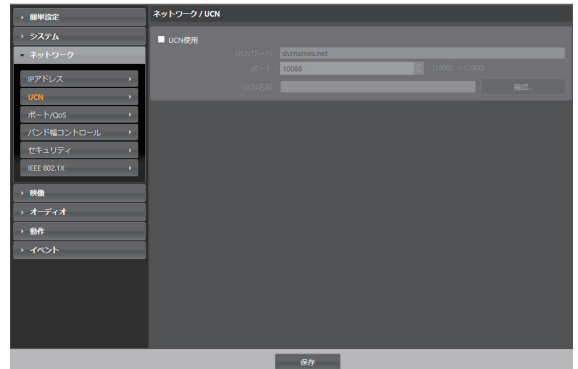 簡単設定
システム
ネットワーク
IPアドレス
UCN
ポート/QoS
バンド幅コントロール
セキュリティ
IEEE 802.1X
映像
オーディオ
動作
イベント
ネットワーク / UCN
UCN使用
UCNサーバ dvrnames.net
ポート 10088 (10000 ~ 12000)
UCN名前 確認...
保存